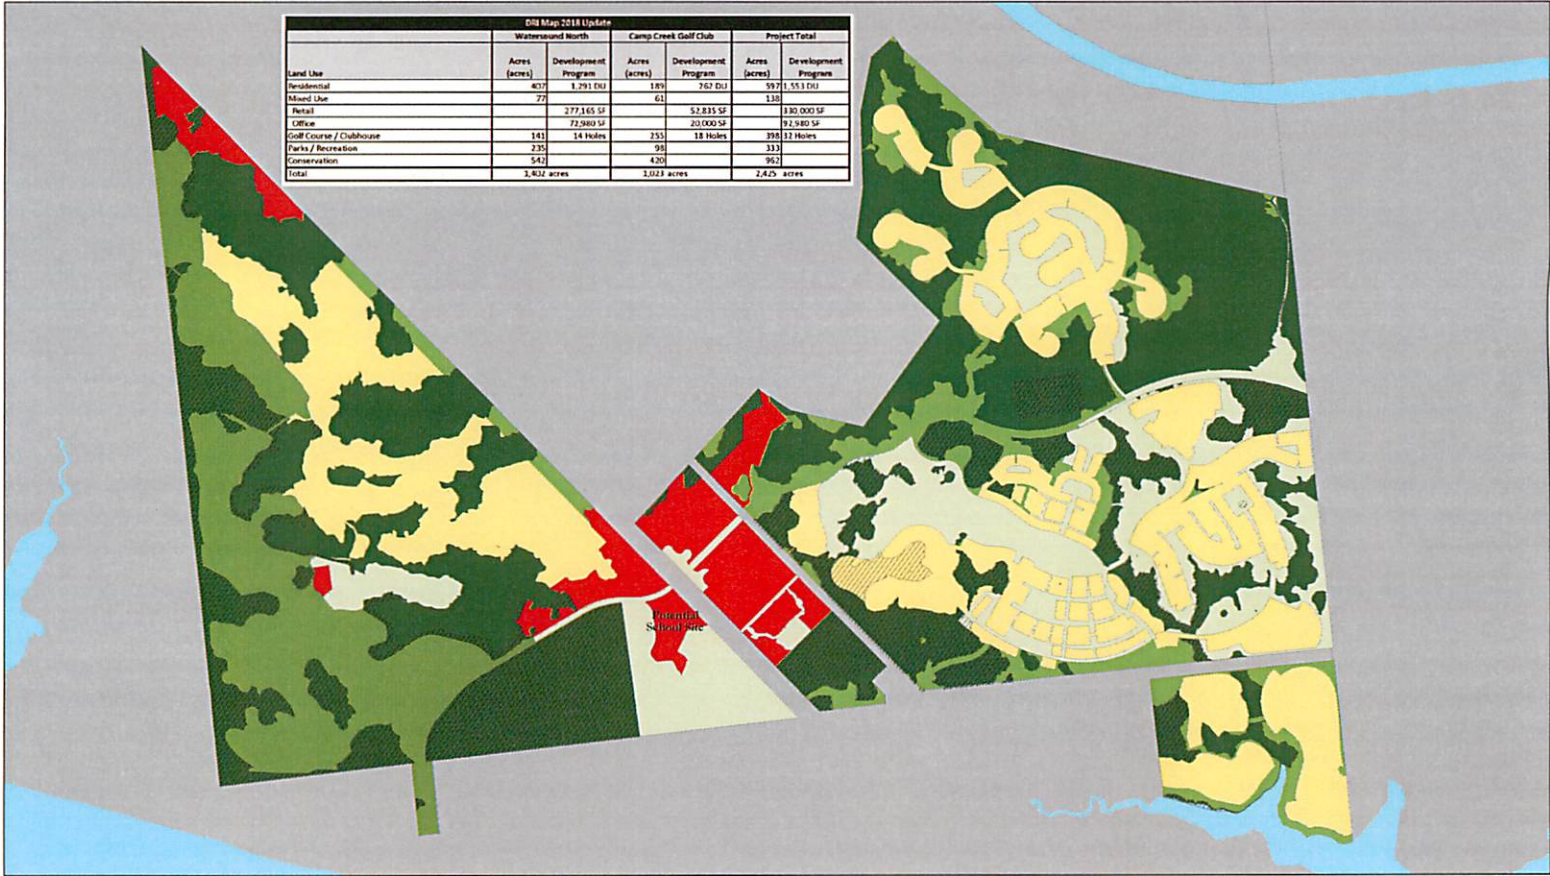 DRI Map 2018 Update
Watersound North Camp Creek Golf Club Project Total
Land Use Acres (acres) Development Program Acres (acres) Development Program Acres (acres) Development Program
Residential 407 1,291 DU 189 262 DU 597 1,553 DU
Mixed Use 77 61 138
Retail 277,165 SF 52,835 SF 330,000 SF
Office 72,980 SF 20,000 SF 92,980 SF
Golf Course / Clubhouse 141 14 Holes 255 18 Holes 398 32 Holes
Parks / Recreation 235 98 333
Conservation 542 420 962
Total 1,402 acres 1,023 acres 2,425 acres
Potential
School Site